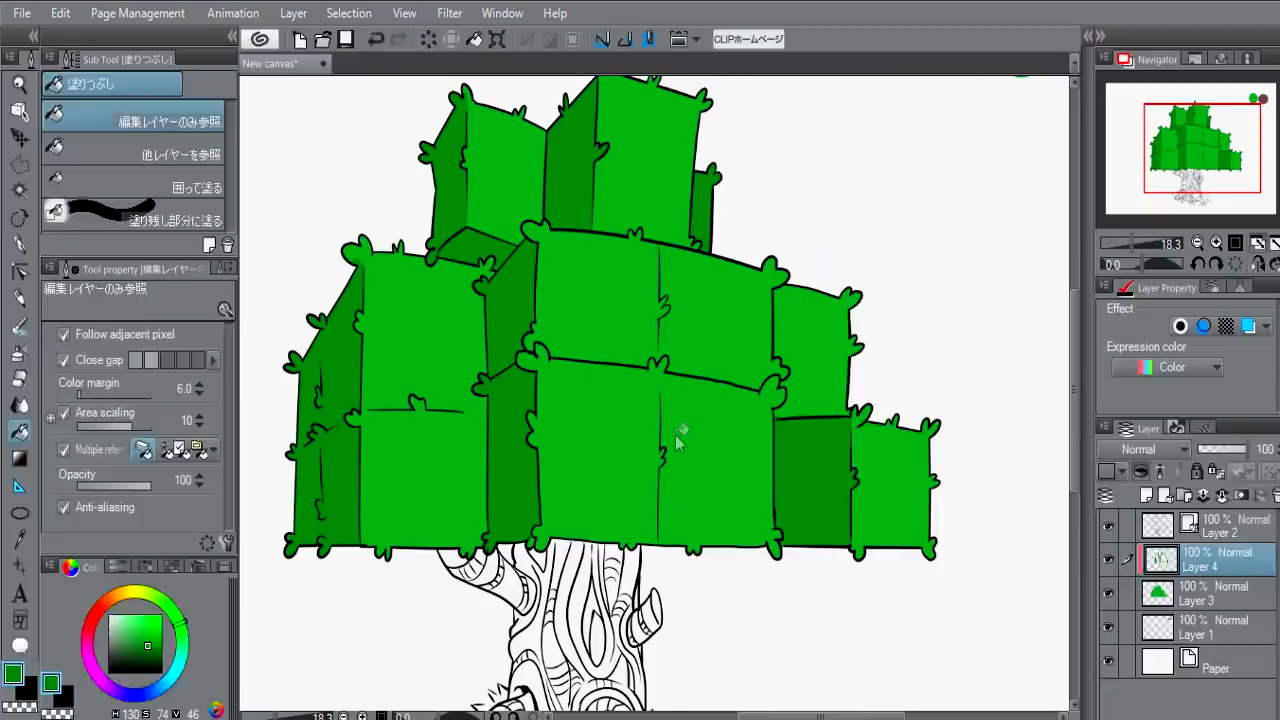 File Edit Page Management Animation Layer Selection View Filter Window Help
CLIPホームページ
Sub Tool [塗りつぶし]
New canvas*
Navigator
塗りつぶし
編集レイヤーのみ参照
他レイヤーを参照
囲って塗る
塗り残し部分に塗る
18.3
0.0
Tool property [編集レイヤー
編集レイヤーのみ参照
Layer Property
Effect
Follow adjacent pixel
Close gap
Expression color
Color
Color margin 6.0
Area scaling 10
Layer
Multiple refer
Normal 100
Opacity 100
Anti-aliasing
100 % Normal
Layer 2
100 % Normal
Layer 4
100 % Normal
Layer 3
100 % Normal
Layer 1
Paper
H 130 S 74 V 46
18.3 0.0